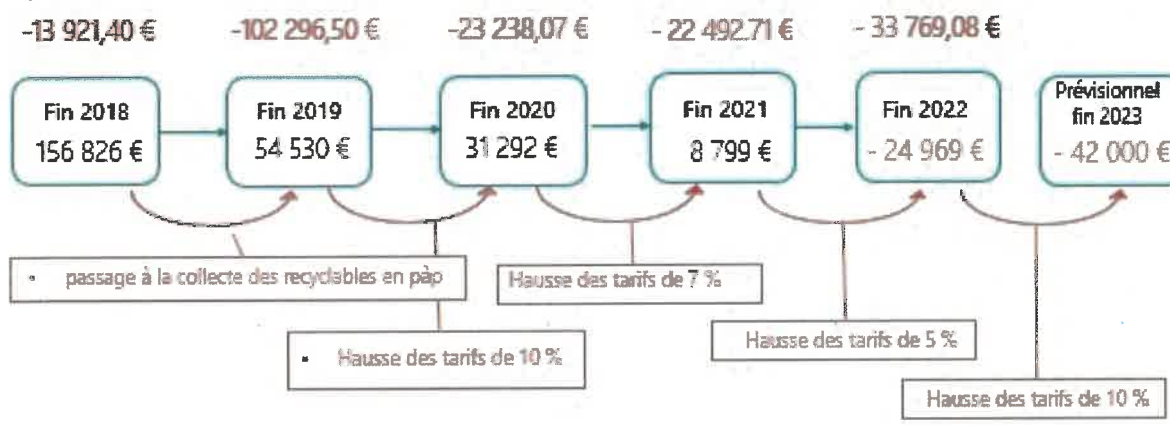 -13 921,40 €
-102 296,50 €
-23 238,07 €
- 22 492.71 €
- 33 769,08 €
Fin 2018
156 826 €
Fin 2019
54 530 €
Fin 2020
31 292 €
Fin 2021
8 799 €
Fin 2022
- 24 969 €
Prévisionnel
fin 2023
- 42 000 €
• passage à la collecte des recyclables en pàp
Hausse des tarifs de 7 %
• Hausse des tarifs de 10 %
Hausse des tarifs de 5 %
Hausse des tarifs de 10 %